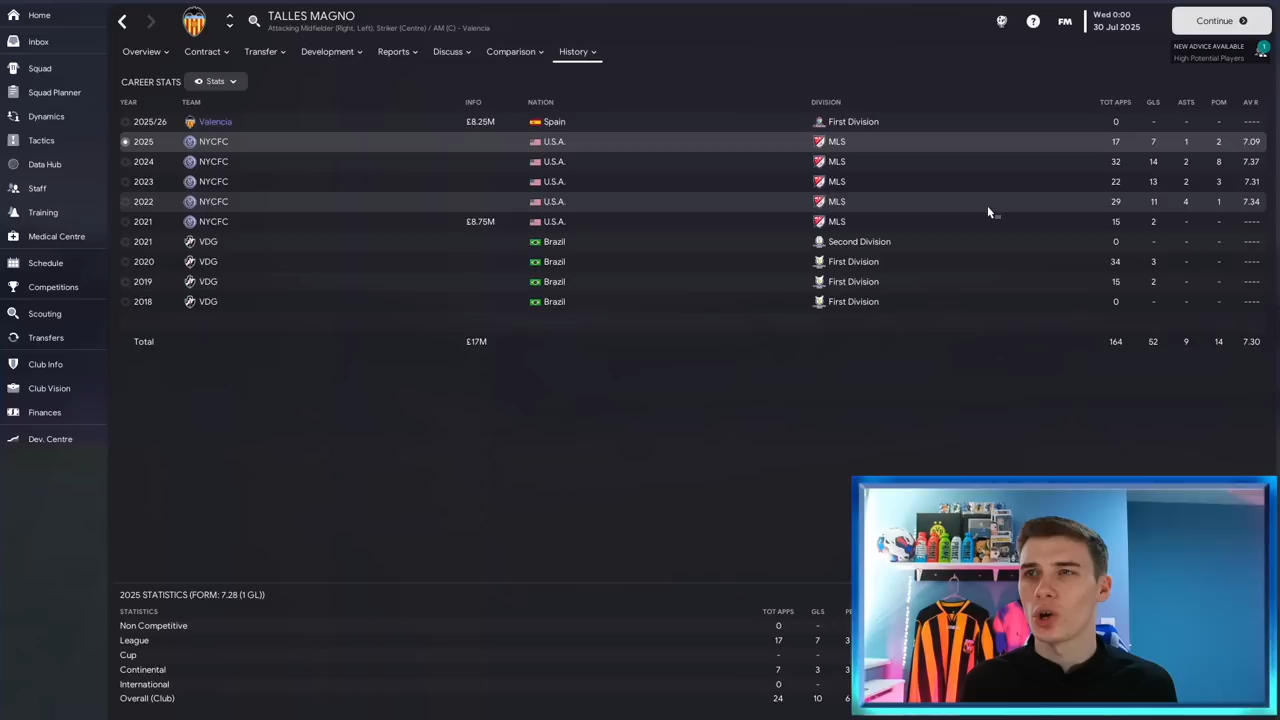 Home
Inbox
Squad
Squad Planner
Dynamics
Tactics
Data Hub
Staff
Training
Medical Centre
Schedule
Competitions
Scouting
Transfers
Club Info
Club Vision
Finances
Dev. Centre
TALLES MAGNO
Attacking Midfielder (Right, Left), Striker (Centre) / AM (C) - Valencia
FM
Wed 0:00
30 Jul 2025
Continue
NEW ADVICE AVAILABLE 1
High Potential Players
Overview Contract Transfer Development Reports Discuss Comparison History
CAREER STATS Stats
YEAR TEAM INFO NATION DIVISION TOT APPS GLS ASTS POM AV R
2025/26 Valencia £8.25M Spain First Division 0 - - - ----
2025 NYCFC U.S.A. MLS 17 7 1 2 7.09
2024 NYCFC U.S.A. MLS 32 14 2 8 7.37
2023 NYCFC U.S.A. MLS 22 13 2 3 7.31
2022 NYCFC U.S.A. MLS 29 11 4 1 7.34
2021 NYCFC £8.75M U.S.A. MLS 15 2 - - ----
2021 VDG Brazil Second Division 0 - - - ----
2020 VDG Brazil First Division 34 3 - - ----
2019 VDG Brazil First Division 15 2 - - ----
2018 VDG Brazil First Division 0 - - - ----
Total £17M 164 52 9 14 7.30
2025 STATISTICS (FORM: 7.28 (1 GL))
STATISTICS TOT APPS GLS
Non Competitive 0 -
League 17 7 3
Cup - -
Continental 7 3 3
International 0 -
Overall (Club) 24 10 6